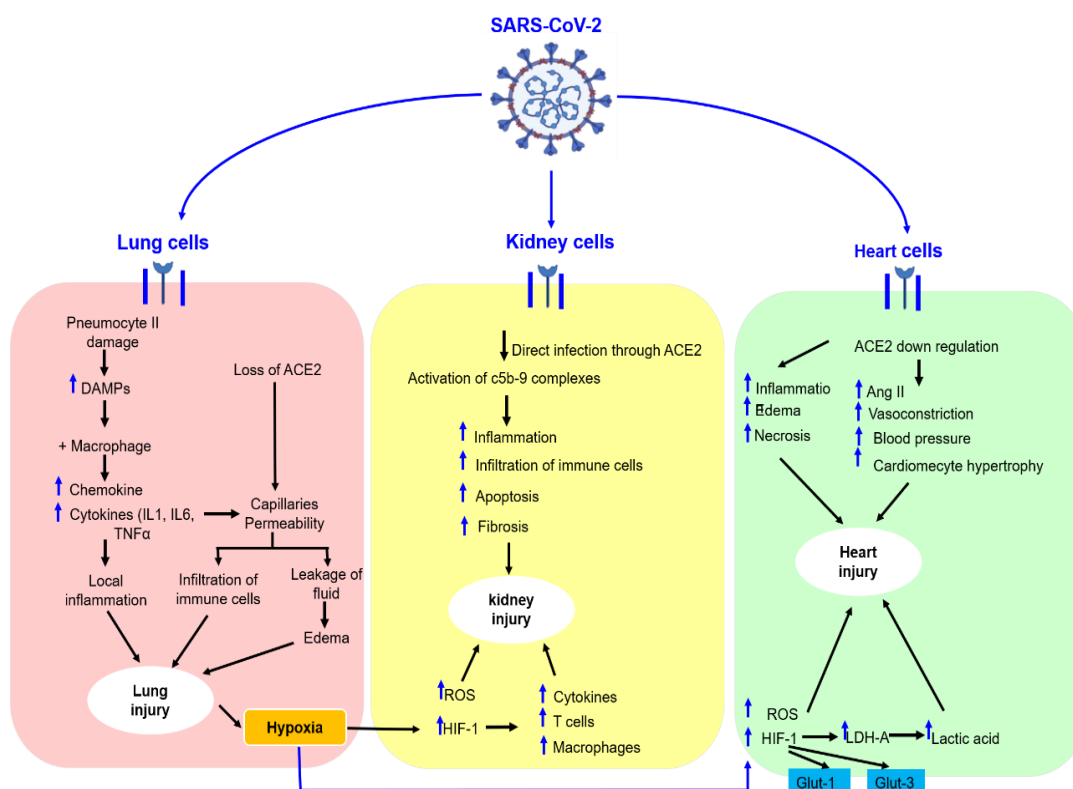 SARS-CoV-2
Lung cells
Kidney cells
Heart cells
Pneumocyte II
damage
DAMPs
+ Macrophage
Chemokine
Cytokines (IL1, IL6,
TNFα
Local
inflammation
Loss of ACE2
Capillaries
Permeability
Infiltration of
immune cells
Leakage of
fluid
Edema
Lung
injury
Hypoxia
Direct infection through ACE2
Activation of c5b-9 complexes
Inflammation
Infiltration of immune cells
Apoptosis
Fibrosis
kidney
injury
ROS
HIF-1
Cytokines
T cells
Macrophages
ACE2 down regulation
Inflammatio
Edema
Necrosis
Ang II
Vasoconstriction
Blood pressure
Cardiomecyte hypertrophy
Heart
injury
ROS
HIF-1
LDH-A
Lactic acid
Glut-1
Glut-3